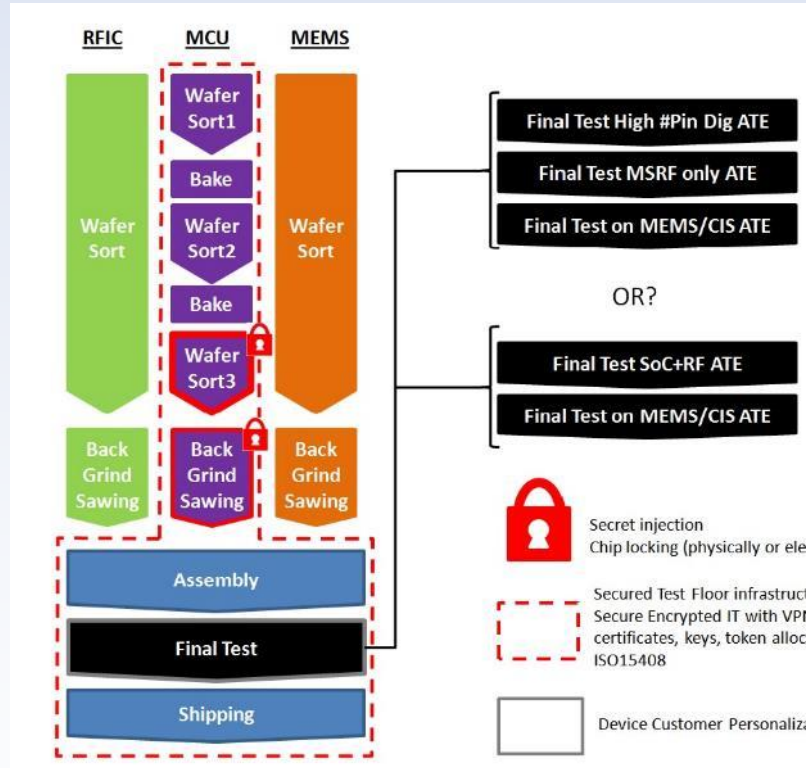 RFIC
MCU
MEMS
Wafer
Sort
Wafer
Sort1
Bake
Wafer
Sort2
Bake
Wafer
Sort3
Wafer
Sort
Back
Grind
Sawing
Back
Grind
Sawing
Back
Grind
Sawing
Assembly
Final Test
Shipping
Final Test High #Pin Dig ATE
Final Test MSRF only ATE
Final Test on MEMS/CIS ATE
OR?
Final Test SoC+RF ATE
Final Test on MEMS/CIS ATE
Secret injection
Chip locking (physically or ele
Secured Test Floor infrastruct
Secure Encrypted IT with VPN
certificates, keys, token alloc
ISO15408
Device Customer Personaliza